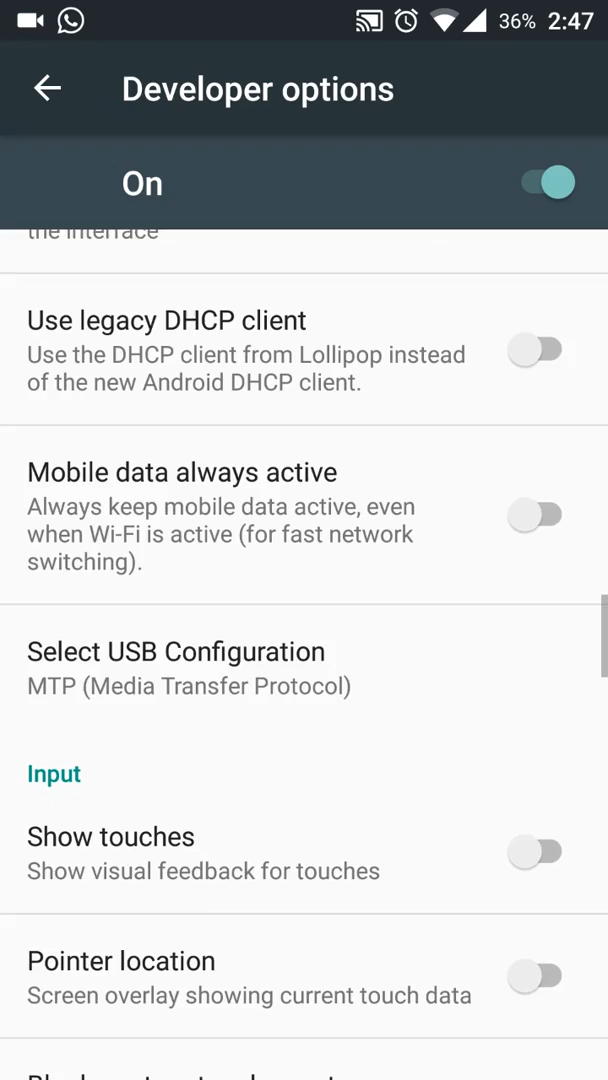 36% 2:47
Developer options
On
the interface
Use legacy DHCP client
Use the DHCP client from Lollipop instead
of the new Android DHCP client.
Mobile data always active
Always keep mobile data active, even
when Wi-Fi is active (for fast network
switching).
Select USB Configuration
MTP (Media Transfer Protocol)
Input
Show touches
Show visual feedback for touches
Pointer location
Screen overlay showing current touch data